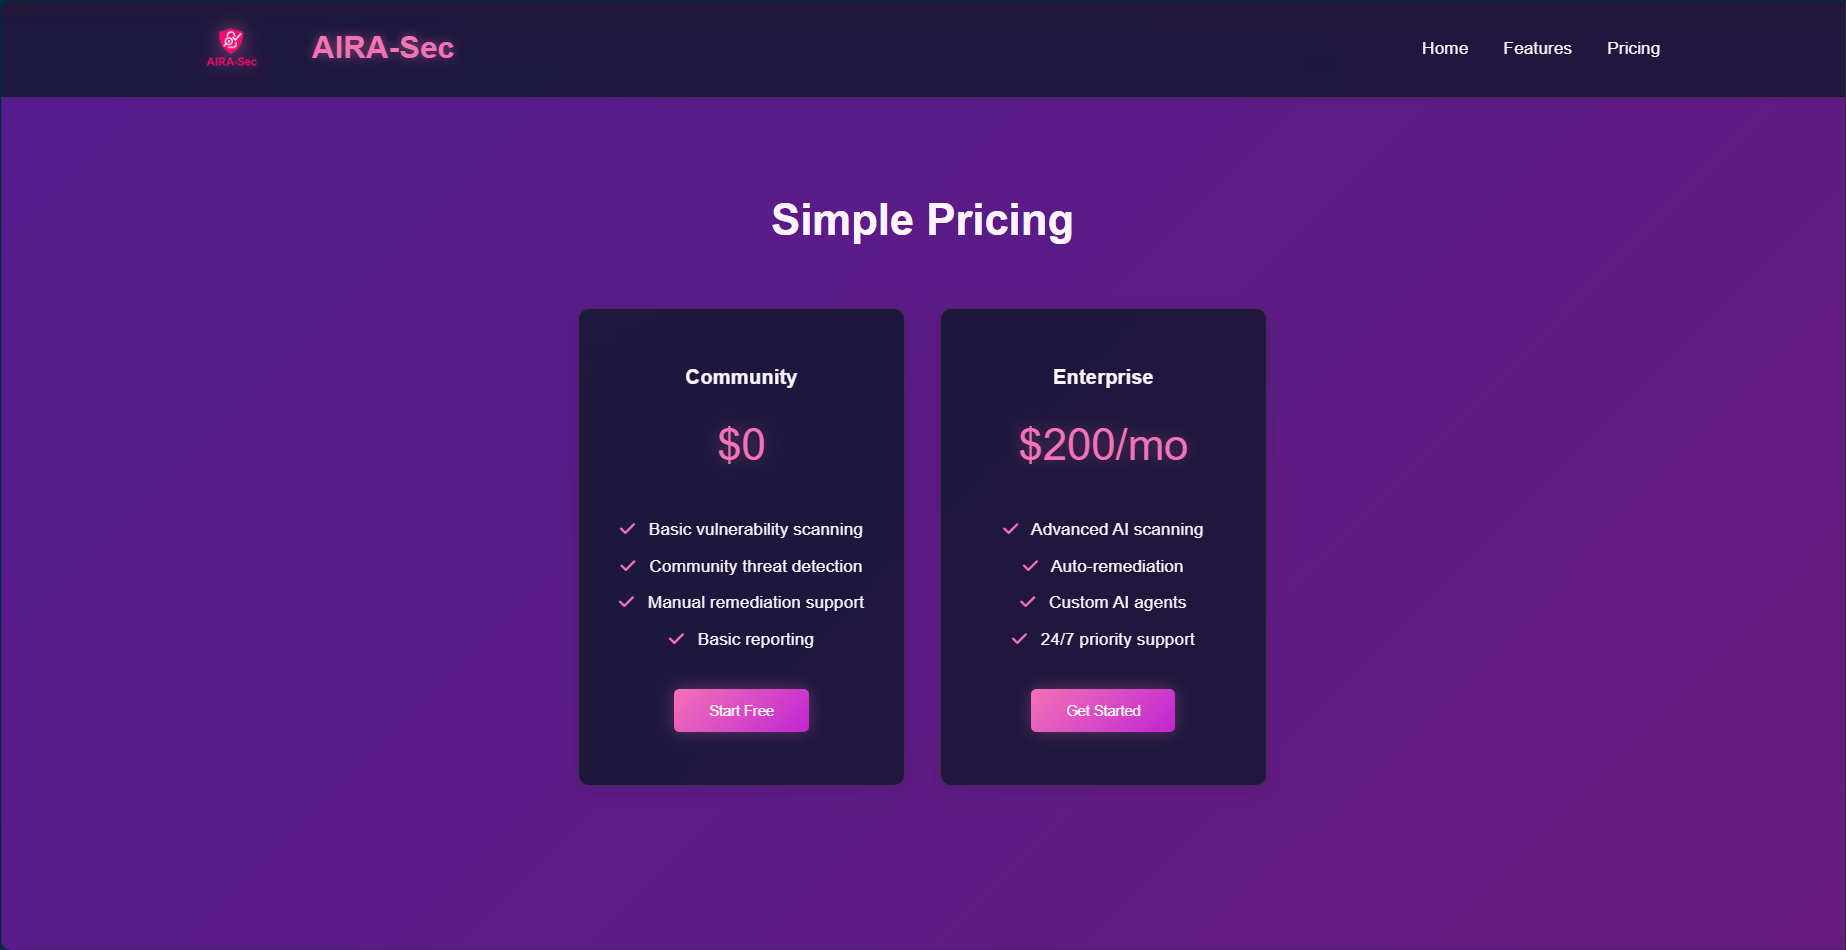 AIRA-Sec
AIRA-Sec
Home
Features
Pricing
Simple Pricing
Community
$0
Basic vulnerability scanning
Community threat detection
Manual remediation support
Basic reporting
Start Free
Enterprise
$200/mo
Advanced AI scanning
Auto-remediation
Custom AI agents
24/7 priority support
Get Started